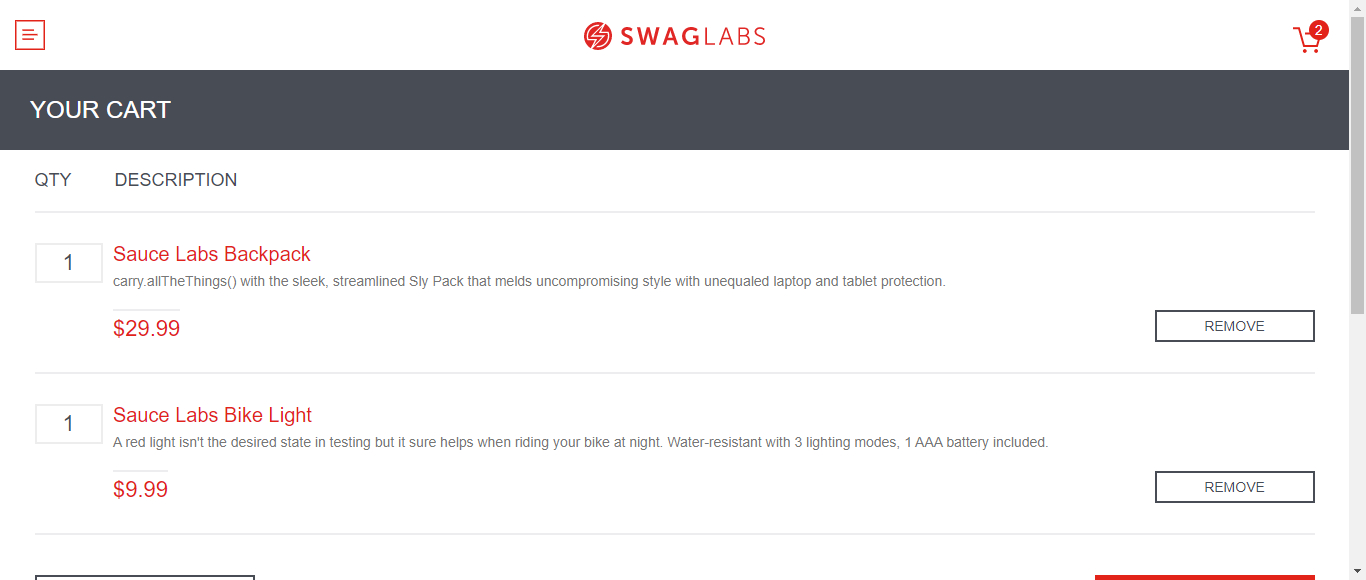 SWAGLABS
2
YOUR CART
QTY DESCRIPTION
1 Sauce Labs Backpack
carry.allTheThings() with the sleek, streamlined Sly Pack that melds uncompromising style with unequaled laptop and tablet protection.
$29.99 REMOVE
1 Sauce Labs Bike Light
A red light isn't the desired state in testing but it sure helps when riding your bike at night. Water-resistant with 3 lighting modes, 1 AAA battery included.
$9.99 REMOVE